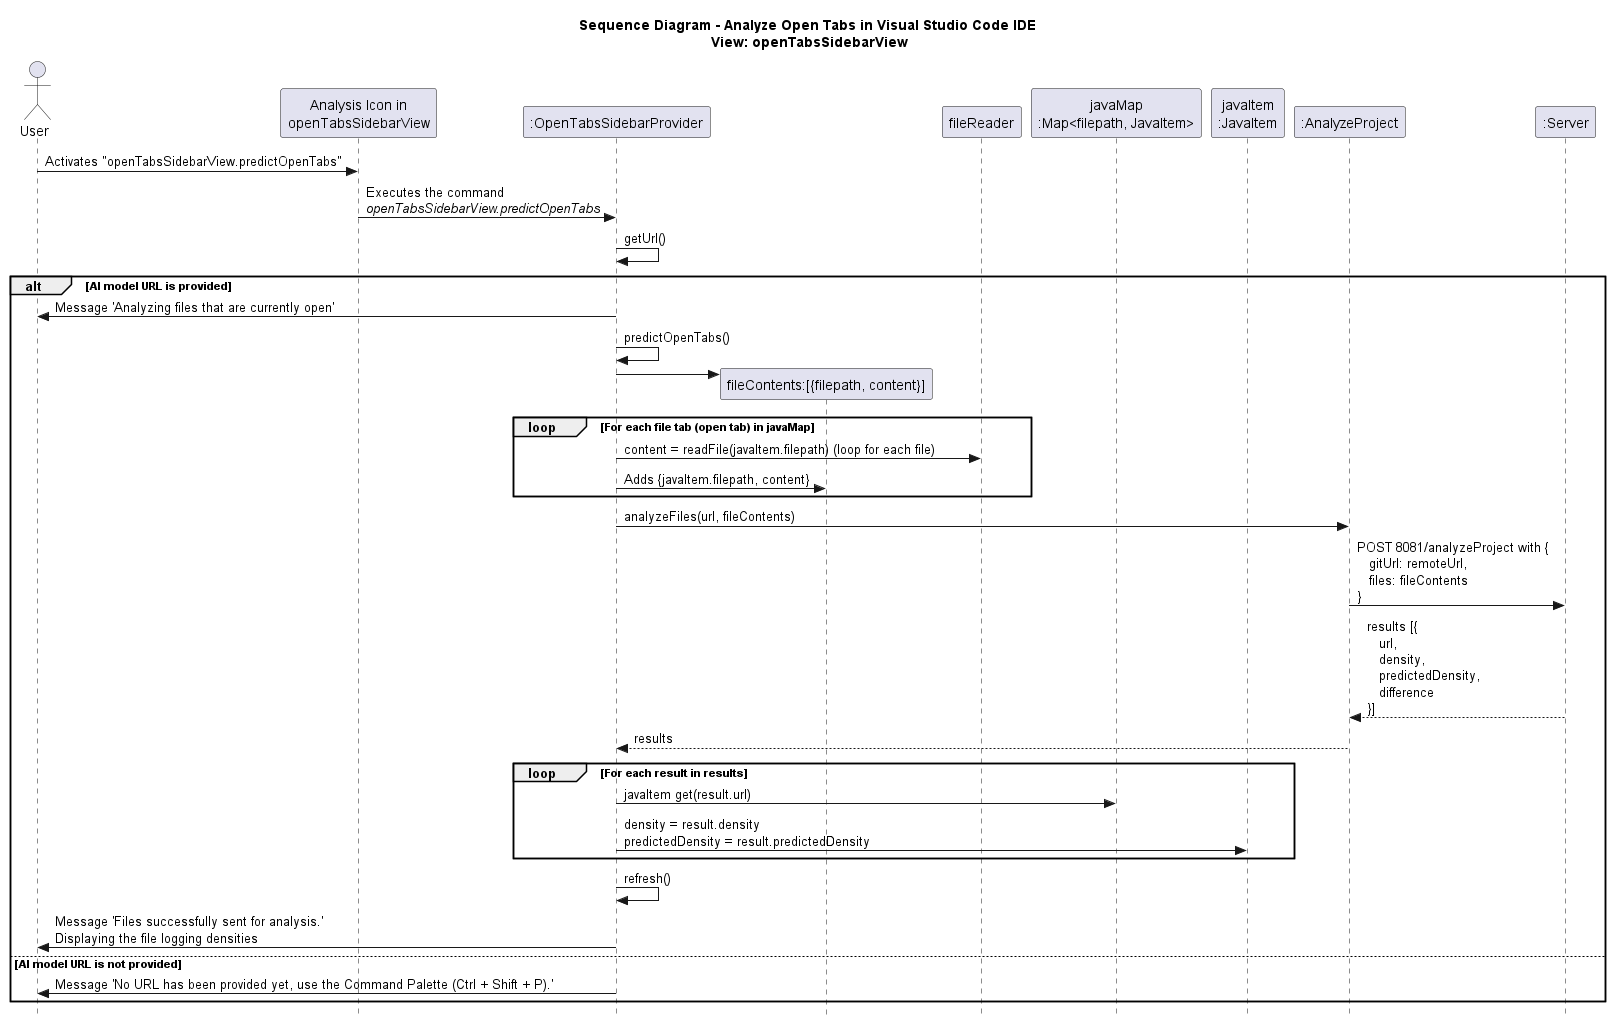 Sequence Diagram - Analyze Open Tabs in Visual Studio Code IDE
View: openTabsSidebarView
User
Analysis Icon in
openTabsSidebarView
:OpenTabsSidebarProvider
fileReader
javaMap
:Map<filepath, JavaItem>
javaItem
:JavaItem
:AnalyzeProject
:Server
Activates "openTabsSidebarView.predictOpenTabs"
Executes the command
openTabsSidebarView.predictOpenTabs
getUrl()
alt
[AI model URL is provided]
Message 'Analyzing files that are currently open'
predictOpenTabs()
fileContents:[{filepath, content}]
loop
[For each file tab (open tab) in javaMap]
content = readFile(javaItem.filepath) (loop for each file)
Adds {javaItem.filepath, content}
analyzeFiles(url, fileContents)
POST 8081/analyzeProject with {
gitUrl: remoteUrl,
files: fileContents
}
results [{
url,
density,
predictedDensity,
difference
}]
results
loop
[For each result in results]
javaItem get(result.url)
density = result.density
predictedDensity = result.predictedDensity
refresh()
Message 'Files successfully sent for analysis.'
Displaying the file logging densities
[AI model URL is not provided]
Message 'No URL has been provided yet, use the Command Palette (Ctrl + Shift + P).'